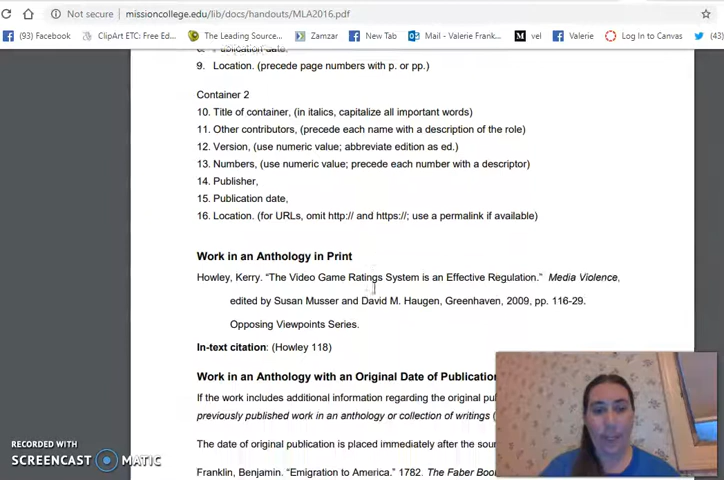 Not secure | missioncollege.edu/lib/docs/handouts/MLA2016.pdf
(93) Facebook ClipArt ETC: Free Ed... The Leading Source... Zamzar New Tab Mail - Valerie Frank... vel Valerie Log In to Canvas (43)
9. Location. (precede page numbers with p. or pp.)
Container 2
10. Title of container, (in italics, capitalize all important words)
11. Other contributors, (precede each name with a description of the role)
12. Version, (use numeric value; abbreviate edition as ed.)
13. Numbers, (use numeric value; precede each number with a descriptor)
14. Publisher,
15. Publication date,
16. Location. (for URLs, omit http:// and https://; use a permalink if available)
Work in an Anthology in Print
Howley, Kerry. “The Video Game Ratings System is an Effective Regulation.” Media Violence,
edited by Susan Musser and David M. Haugen, Greenhaven, 2009, pp. 116-29.
Opposing Viewpoints Series.
In-text citation: (Howley 118)
Work in an Anthology with an Original Date of Publication
If the work includes additional information regarding the original
previously published work in an anthology or collection of writings (
The date of original publication is placed immediately after the
Franklin, Benjamin. “Emigration to America.” 1782. The Faber
RECORDED WITH
SCREENCAST MATIC